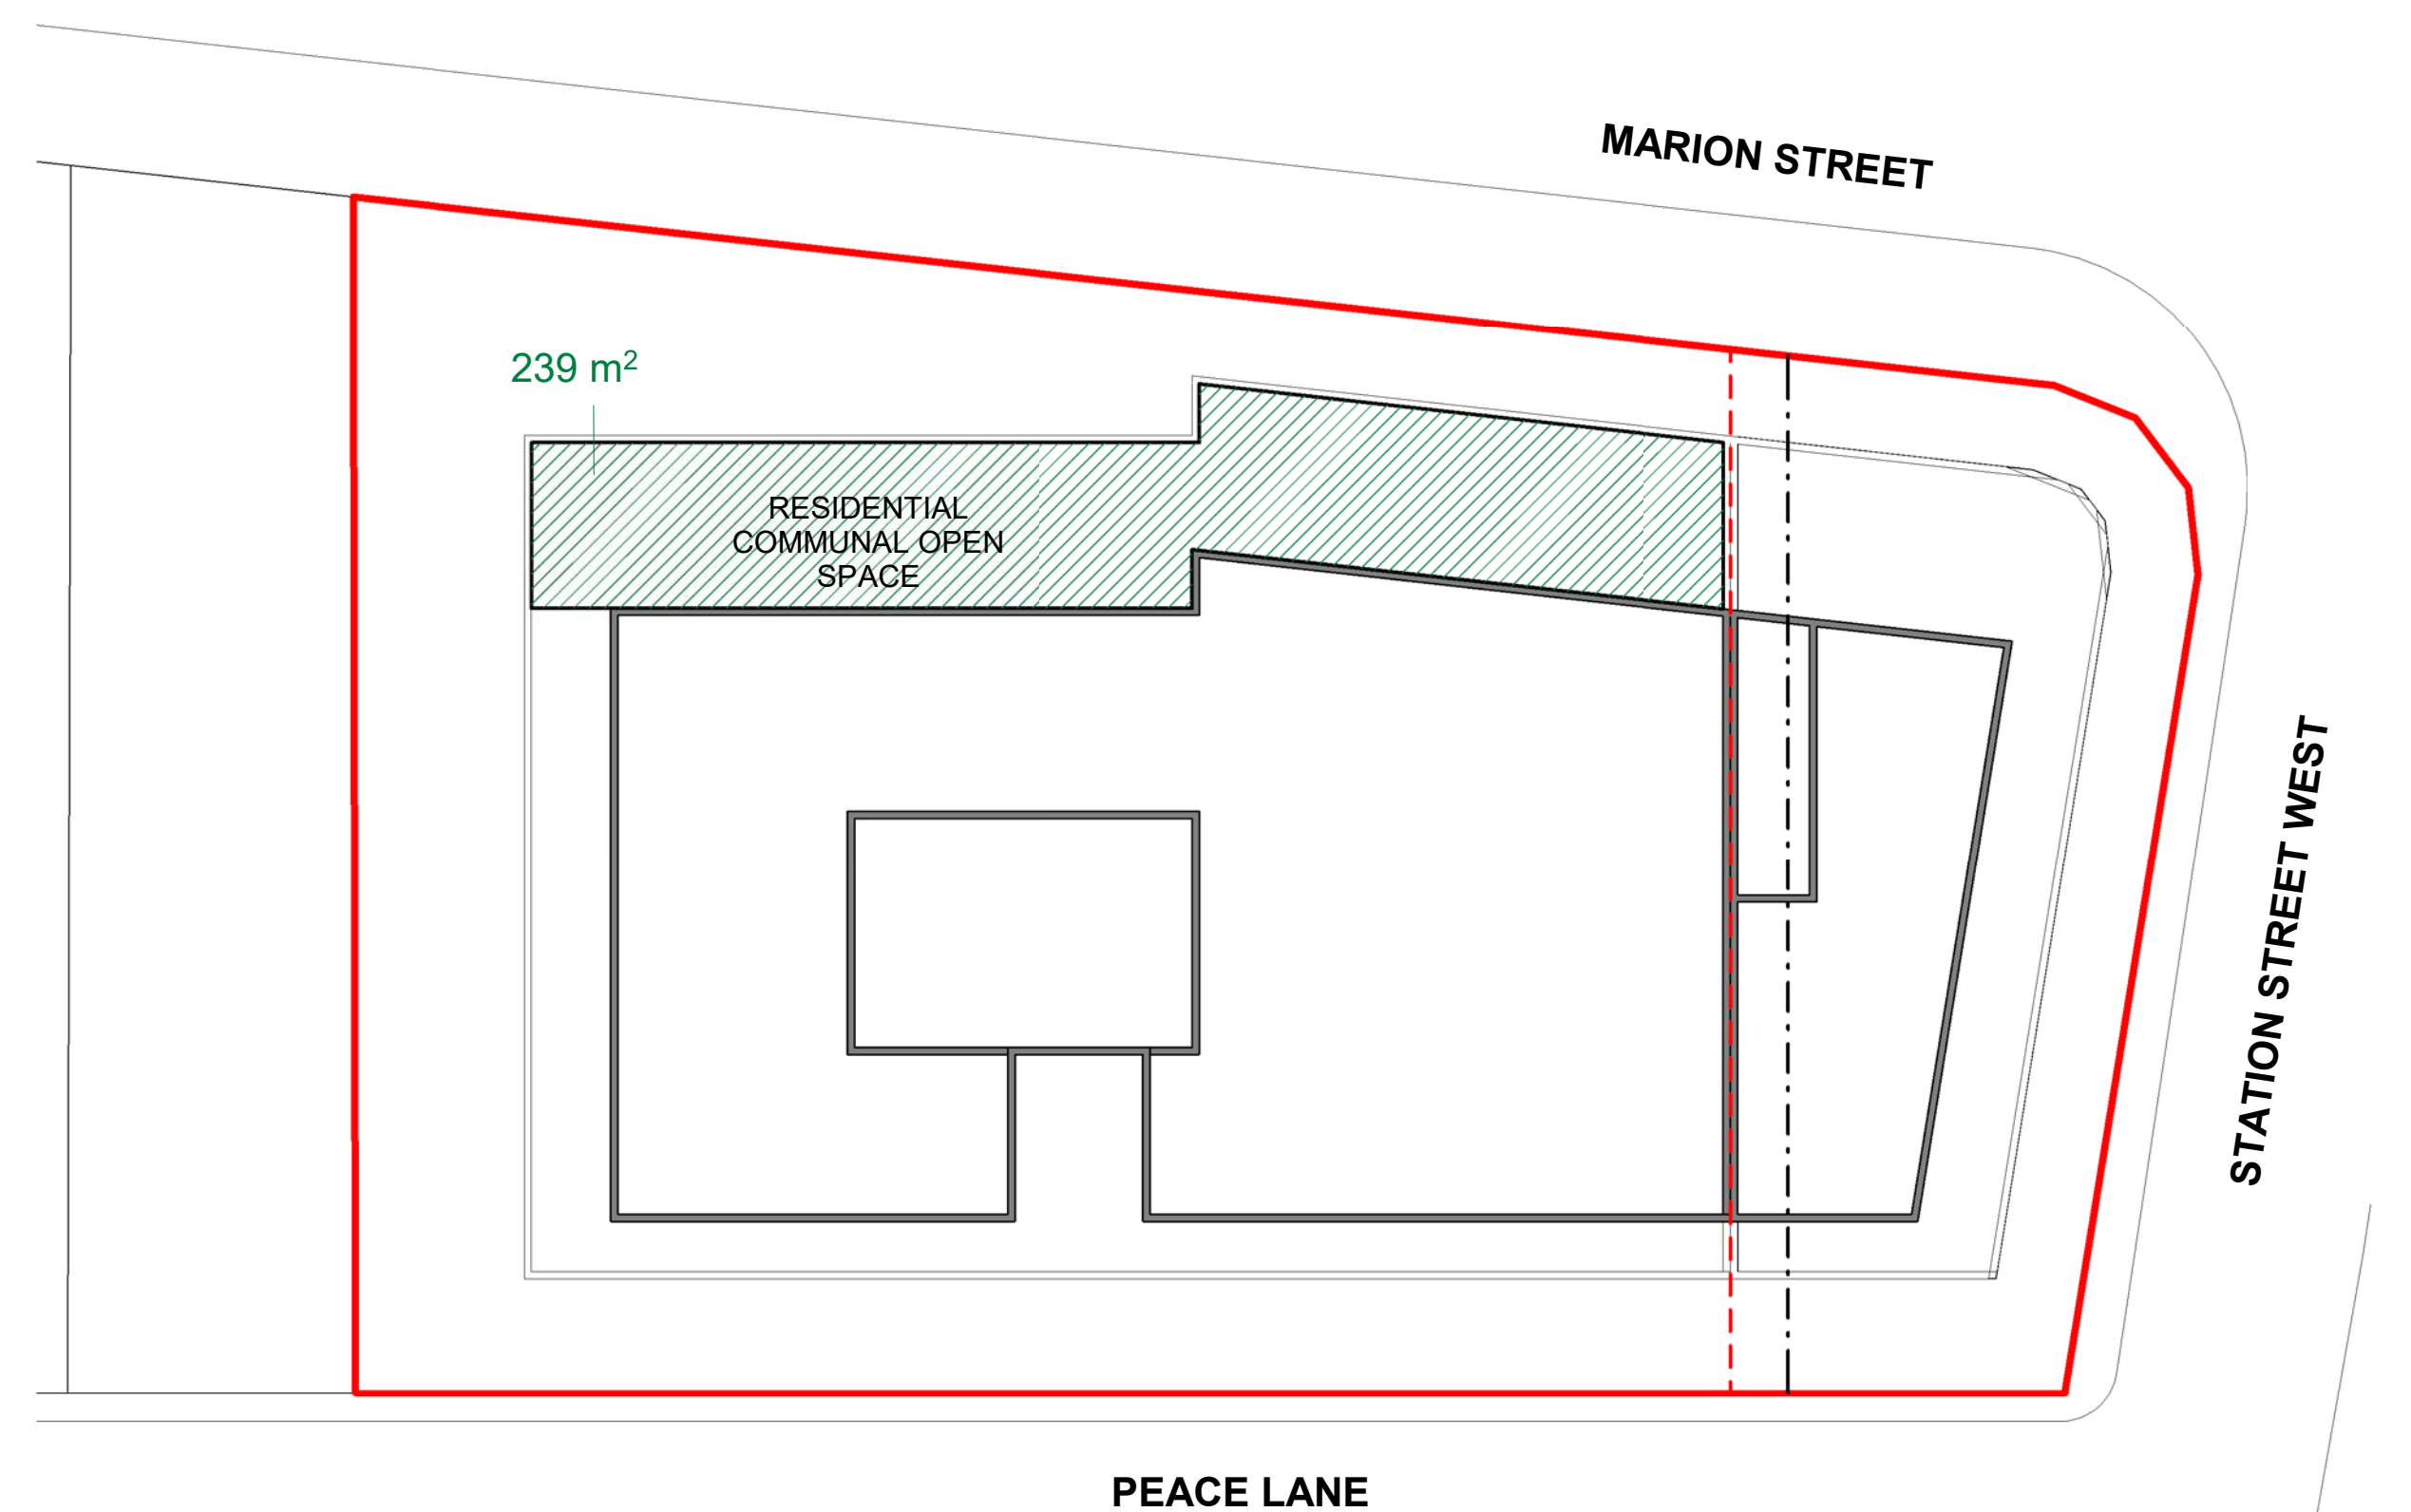 MARION STREET
239 m²
RESIDENTIAL
COMMUNAL OPEN
SPACE
STATION STREET WEST
PEACE LANE